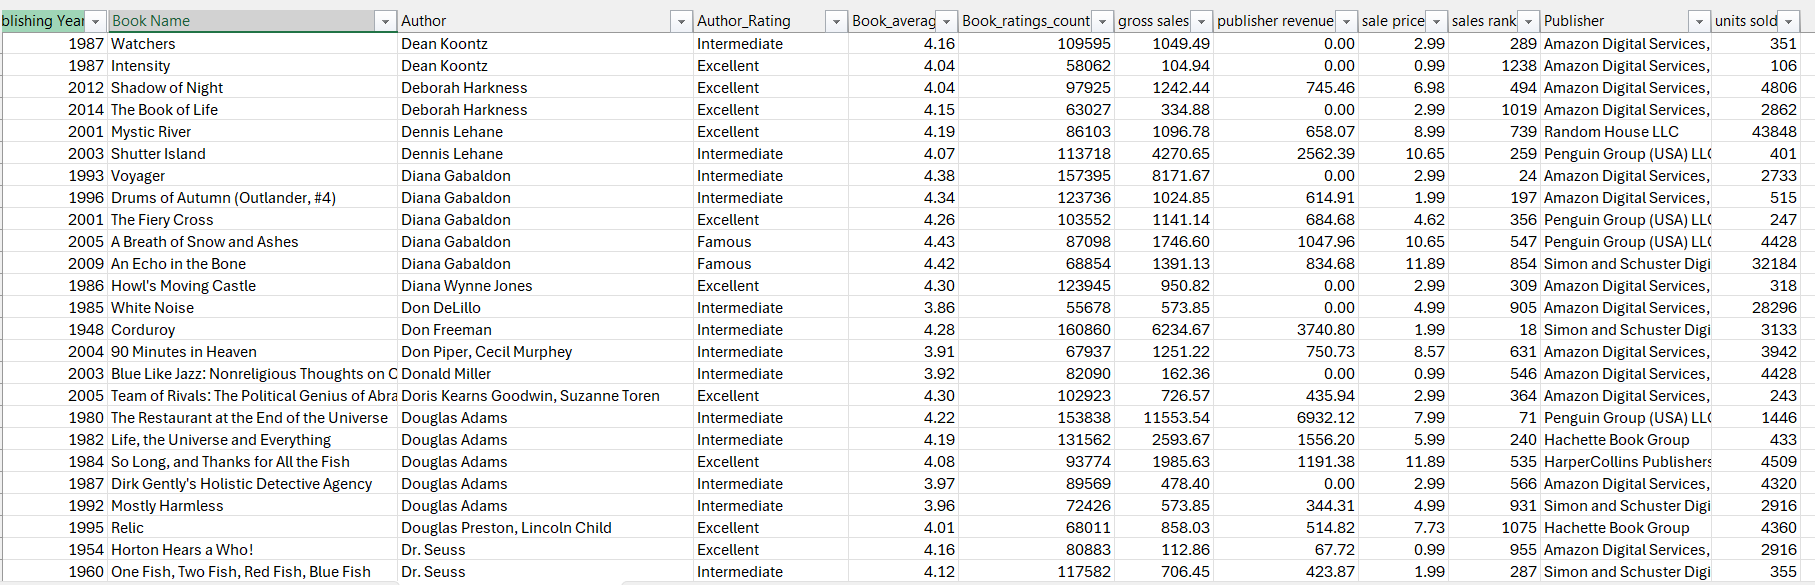 blishing Year Book Name Author Author_Rating Book_averag Book_ratings_count gross sales publisher revenue sale price sales rank Publisher units sold
1987 Watchers Dean Koontz Intermediate 4.16 109595 1049.49 0.00 2.99 289 Amazon Digital Services, 351
1987 Intensity Dean Koontz Excellent 4.04 58062 104.94 0.00 0.99 1238 Amazon Digital Services, 106
2012 Shadow of Night Deborah Harkness Excellent 4.04 97925 1242.44 745.46 6.98 494 Amazon Digital Services, 4806
2014 The Book of Life Deborah Harkness Excellent 4.15 63027 334.88 0.00 2.99 1019 Amazon Digital Services, 2862
2001 Mystic River Dennis Lehane Excellent 4.19 86103 1096.78 658.07 8.99 739 Random House LLC 43848
2003 Shutter Island Dennis Lehane Intermediate 4.07 113718 4270.65 2562.39 10.65 259 Penguin Group (USA) LLC 401
1993 Voyager Diana Gabaldon Intermediate 4.38 157395 8171.67 0.00 2.99 24 Amazon Digital Services, 2733
1996 Drums of Autumn (Outlander, #4) Diana Gabaldon Intermediate 4.34 123736 1024.85 614.91 1.99 197 Amazon Digital Services, 515
2001 The Fiery Cross Diana Gabaldon Excellent 4.26 103552 1141.14 684.68 4.62 356 Penguin Group (USA) LLC 247
2005 A Breath of Snow and Ashes Diana Gabaldon Famous 4.43 87098 1746.60 1047.96 10.65 547 Penguin Group (USA) LLC 4428
2009 An Echo in the Bone Diana Gabaldon Famous 4.42 68854 1391.13 834.68 11.89 854 Simon and Schuster Digi 32184
1986 Howl's Moving Castle Diana Wynne Jones Excellent 4.30 123945 950.82 0.00 2.99 309 Amazon Digital Services, 318
1985 White Noise Don DeLillo Intermediate 3.86 55678 573.85 0.00 4.99 905 Amazon Digital Services, 28296
1948 Corduroy Don Freeman Intermediate 4.28 160860 6234.67 3740.80 1.99 18 Simon and Schuster Digi 3133
2004 90 Minutes in Heaven Don Piper, Cecil Murphey Intermediate 3.91 67937 1251.22 750.73 8.57 631 Amazon Digital Services, 3942
2003 Blue Like Jazz: Nonreligious Thoughts on C Donald Miller Intermediate 3.92 82090 162.36 0.00 0.99 546 Amazon Digital Services, 4428
2005 Team of Rivals: The Political Genius of Abra Doris Kearns Goodwin, Suzanne Toren Excellent 4.30 102923 726.57 435.94 2.99 364 Amazon Digital Services, 243
1980 The Restaurant at the End of the Universe Douglas Adams Intermediate 4.22 153838 11553.54 6932.12 7.99 71 Penguin Group (USA) LLC 1446
1982 Life, the Universe and Everything Douglas Adams Intermediate 4.19 131562 2593.67 1556.20 5.99 240 Hachette Book Group 433
1984 So Long, and Thanks for All the Fish Douglas Adams Excellent 4.08 93774 1985.63 1191.38 11.89 535 HarperCollins Publishers 4509
1987 Dirk Gently's Holistic Detective Agency Douglas Adams Intermediate 3.97 89569 478.40 0.00 2.99 566 Amazon Digital Services, 4320
1992 Mostly Harmless Douglas Adams Intermediate 3.96 72426 573.85 344.31 4.99 931 Simon and Schuster Digi 2916
1995 Relic Douglas Preston, Lincoln Child Excellent 4.01 68011 858.03 514.82 7.73 1075 Hachette Book Group 4360
1954 Horton Hears a Who! Dr. Seuss Excellent 4.16 80883 112.86 67.72 0.99 955 Amazon Digital Services, 2916
1960 One Fish, Two Fish, Red Fish, Blue Fish Dr. Seuss Intermediate 4.12 117582 706.45 423.87 1.99 287 Simon and Schuster Digi 355